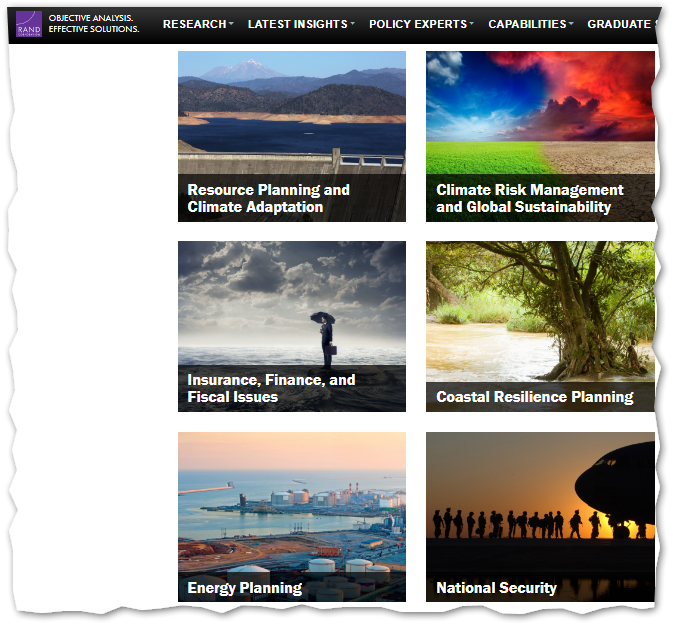 RAND
CORPORATION
OBJECTIVE ANALYSIS.
EFFECTIVE SOLUTIONS.
RESEARCH LATEST INSIGHTS POLICY EXPERTS CAPABILITIES GRADUATE
Resource Planning and
Climate Adaptation
Climate Risk Management
and Global Sustainability
Insurance, Finance, and
Fiscal Issues
Coastal Resilience Planning
Energy Planning
National Security